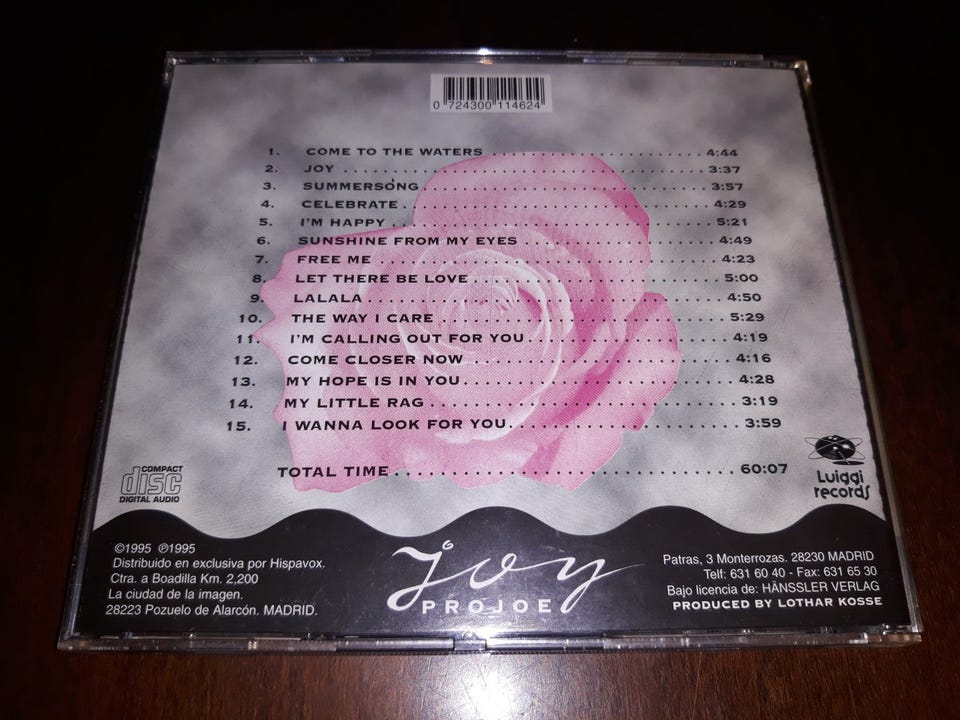 0 724300 114624
1. COME TO THE WATERS 4:44
2. JOY 3:37
3. SUMMERSONG 3:57
4. CELEBRATE 4:29
5. I'M HAPPY 5:21
6. SUNSHINE FROM MY EYES 4:49
7. FREE ME 4:23
8. LET THERE BE LOVE 5:00
9. LALALA 4:50
10. THE WAY I CARE 5:29
11. I'M CALLING OUT FOR YOU 4:19
12. COME CLOSER NOW 4:16
13. MY HOPE IS IN YOU 4:28
14. MY LITTLE RAG 3:19
15. I WANNA LOOK FOR YOU 3:59
TOTAL TIME 60:07
COMPACT
disc
DIGITAL AUDIO
Luiggi
records
©1995 ℗1995
Distribuido en exclusiva por Hispavox.
Ctra. a Boadilla Km. 2,200
La ciudad de la imagen.
28223 Pozuelo de Alarcón. MADRID.
Joy
PROJOE
Patras, 3 Monterrozas. 28230 MADRID
Telf: 631 60 40 - Fax: 631 65 30
Bajo licencia de: HÄNSSLER VERLAG
PRODUCED BY LOTHAR KOSSE